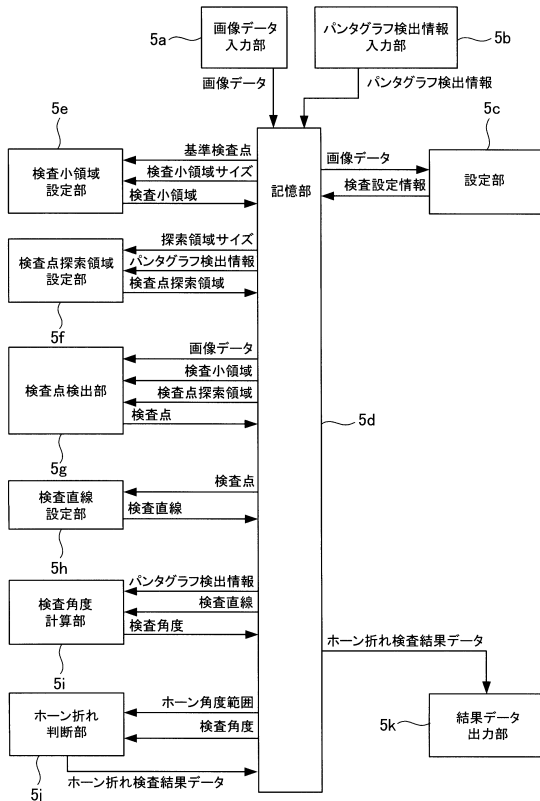 5a
画像データ
入力部
パンタグラフ検出情報
入力部
5b
画像データ
パンタグラフ検出情報
5e
検査小領域
設定部
基準検査点
検査小領域サイズ
検査小領域
記憶部
画像データ
検査設定情報
5c
設定部
検査点探索領域
設定部
5f
探索領域サイズ
パンタグラフ検出情報
検査点探索領域
検査点検出部
5g
画像データ
検査小領域
検査点探索領域
検査点
5d
検査直線
設定部
5h
検査点
検査直線
検査角度
計算部
5i
パンタグラフ検出情報
検査直線
検査角度
ホーン折れ検査結果データ
ホーン折れ
判断部
5j
ホーン角度範囲
検査角度
ホーン折れ検査結果データ
5k
結果データ
出力部